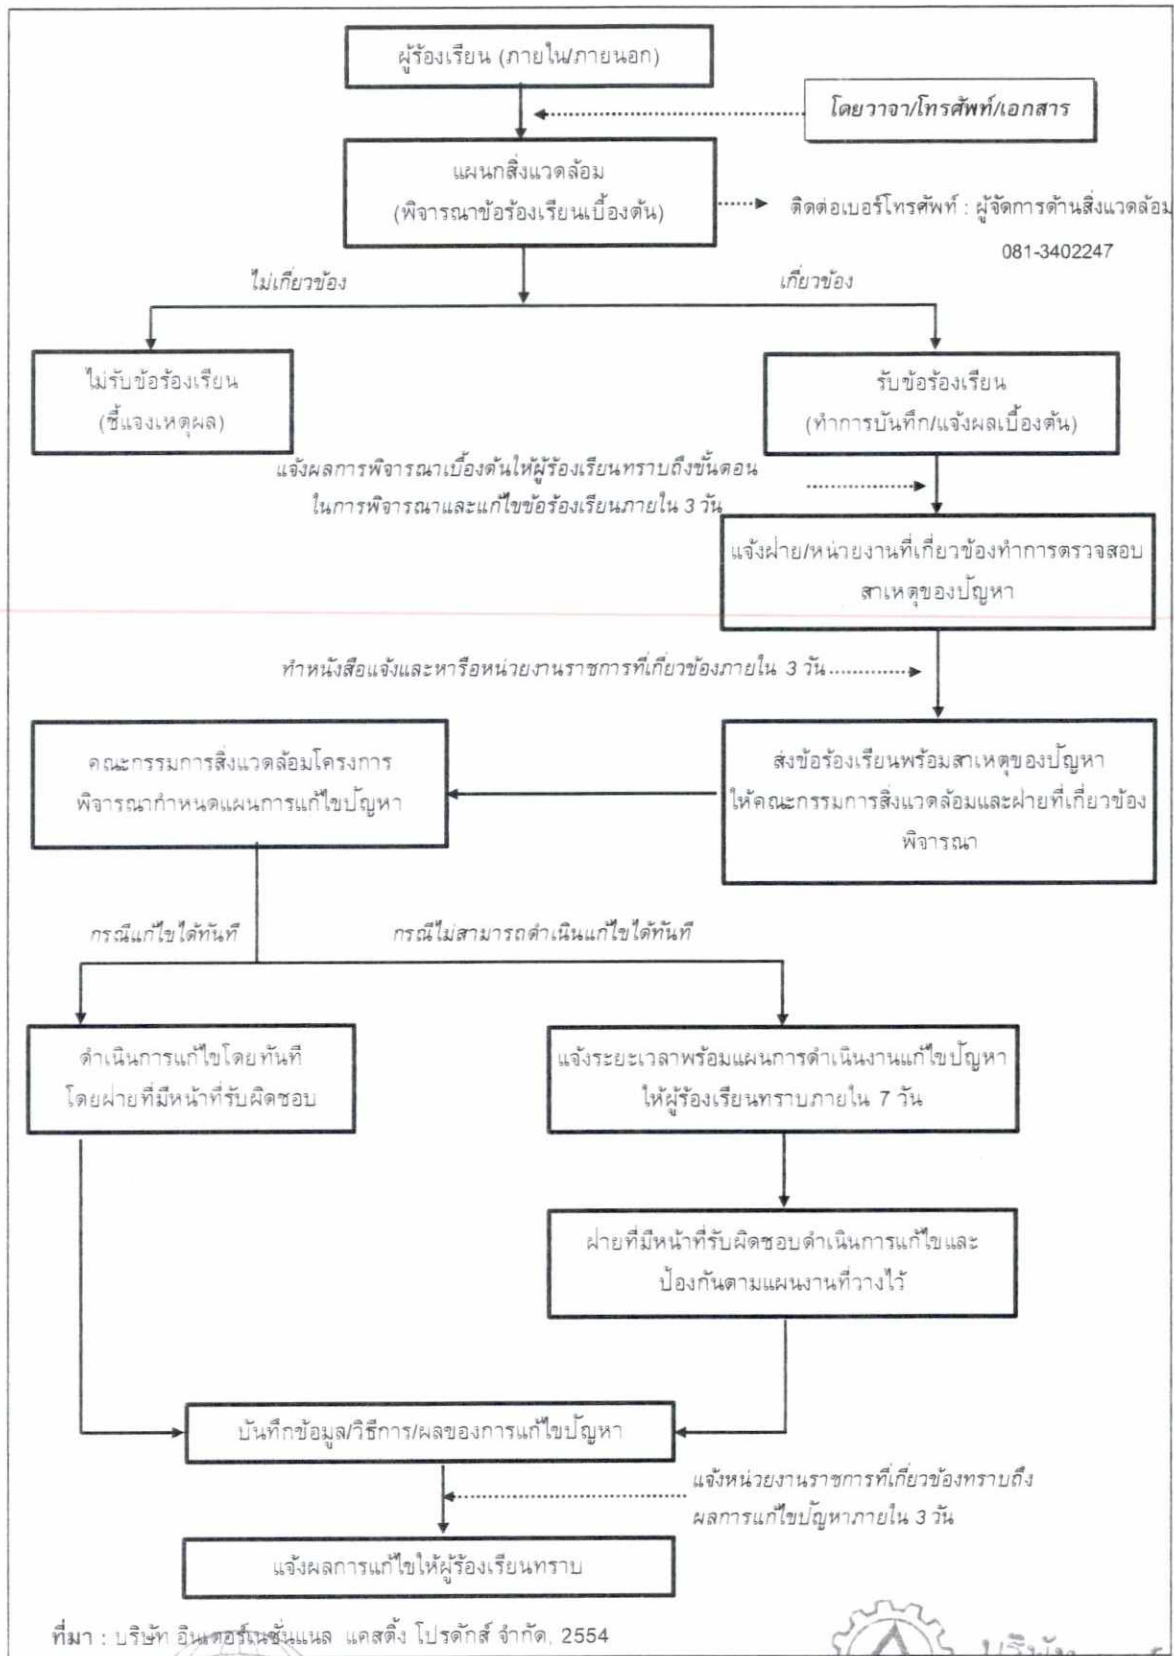 ผู้ร้องเรียน (ภายใน/ภายนอก)
โดยวาจา/โทรศัพท์/เอกสาร
แผนกสิ่งแวดล้อม
(พิจารณาข้อร้องเรียนเบื้องต้น)
ติดต่อเบอร์โทรศัพท์ : ผู้จัดการด้านสิ่งแวดล้อม
081-3402247
ไม่เกี่ยวข้อง
เกี่ยวข้อง
ไม่รับข้อร้องเรียน
(ชี้แจงเหตุผล)
รับข้อร้องเรียน
(ทำการบันทึก/แจ้งผลเบื้องต้น)
แจ้งผลการพิจารณาเบื้องต้นให้ผู้ร้องเรียนทราบถึงขั้นตอน
ในการพิจารณาและแก้ไขข้อร้องเรียนภายใน 3 วัน
แจ้งฝ่าย/หน่วยงานที่เกี่ยวข้องทำการตรวจสอบ
สาเหตุของปัญหา
ทำหนังสือแจ้งและหารือหน่วยงานราชการที่เกี่ยวข้องภายใน 3 วัน
คณะกรรมการสิ่งแวดล้อมโครงการ
พิจารณากำหนดแผนการแก้ไขปัญหา
ส่งข้อร้องเรียนพร้อมสาเหตุของปัญหา
ให้คณะกรรมการสิ่งแวดล้อมและฝ่ายที่เกี่ยวข้อง
พิจารณา
กรณีแก้ไขได้ทันที
กรณีไม่สามารถดำเนินแก้ไขได้ทันที
ดำเนินการแก้ไขโดยทันที
โดยฝ่ายที่มีหน้าที่รับผิดชอบ
แจ้งระยะเวลาพร้อมแผนการดำเนินงานแก้ไขปัญหา
ให้ผู้ร้องเรียนทราบภายใน 7 วัน
ฝ่ายที่มีหน้าที่รับผิดชอบดำเนินการแก้ไขและ
ป้องกันตามแผนงานที่วางไว้
บันทึกข้อมูล/วิธีการ/ผลของการแก้ไขปัญหา
แจ้งหน่วยงานราชการที่เกี่ยวข้องทราบถึง
ผลการแก้ไขปัญหาภายใน 3 วัน
แจ้งผลการแก้ไขให้ผู้ร้องเรียนทราบ
ที่มา : บริษัท อินเตอร์เนชั่นแนล แคสติ้ง โปรดักส์ จำกัด, 2554
บริษัท